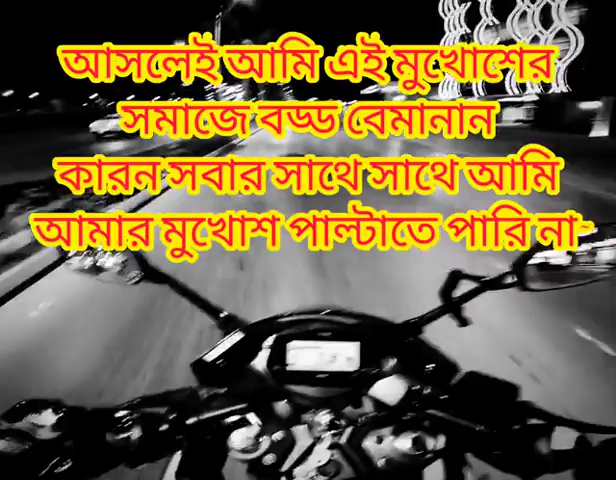 আসলেই আমি এই মুখোশের
সমাজে বড্ড বেমানান
কারন সবার সাথে সাথে আমি
আমার মুখোশ পাল্টাতে পারি না